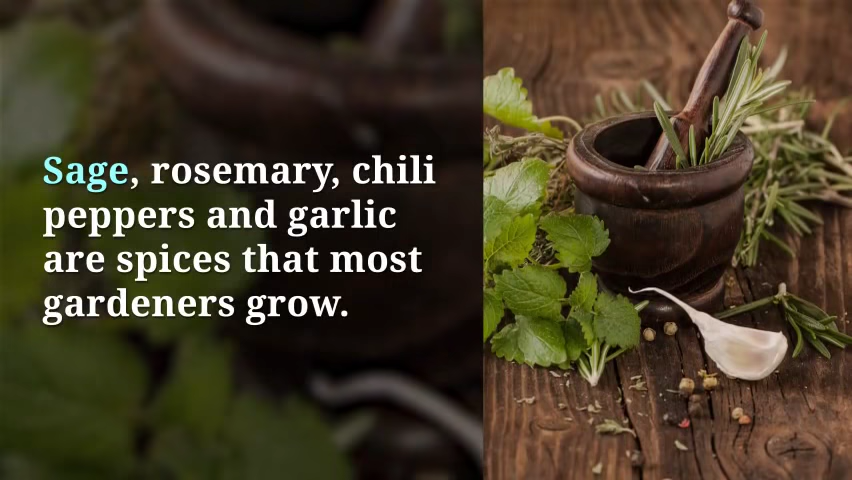 Sage, rosemary, chili
peppers and garlic
are spices that most
gardeners grow.